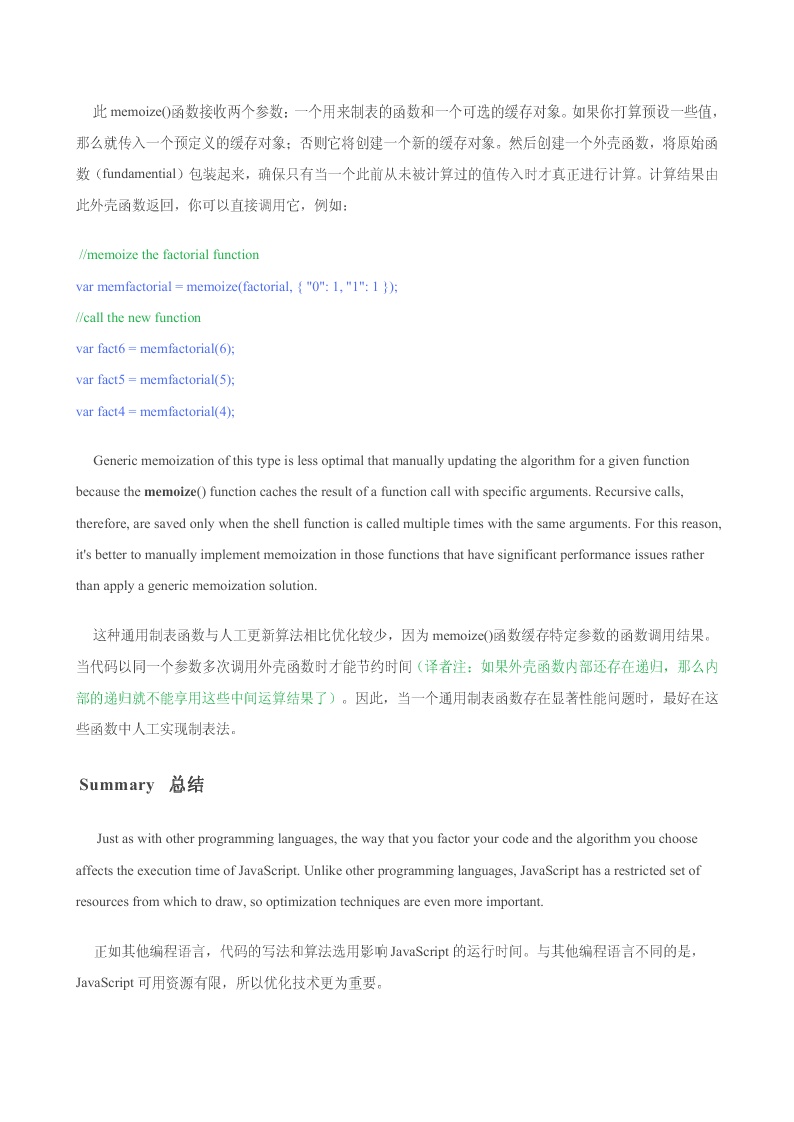 此 memoize()函数接收两个参数：一个用来制表的函数和一个可选的缓存对象。如果你打算预设一些值，
那么就传入一个预定义的缓存对象；否则它将创建一个新的缓存对象。然后创建一个外壳函数，将原始函
数（fundamential）包装起来，确保只有当一个此前从未被计算过的值传入时才真正进行计算。计算结果由
此外壳函数返回，你可以直接调用它，例如：
//memoize the factorial function
var memfactorial = memoize(factorial, { "0": 1, "1": 1 });
//call the new function
var fact6 = memfactorial(6);
var fact5 = memfactorial(5);
var fact4 = memfactorial(4);
Generic memoization of this type is less optimal that manually updating the algorithm for a given function
because the memoize() function caches the result of a function call with specific arguments. Recursive calls,
therefore, are saved only when the shell function is called multiple times with the same arguments. For this reason,
it's better to manually implement memoization in those functions that have significant performance issues rather
than apply a generic memoization solution.
这种通用制表函数与人工更新算法相比优化较少，因为 memoize()函数缓存特定参数的函数调用结果。
当代码以同一个参数多次调用外壳函数时才能节约时间（译者注：如果外壳函数内部还存在递归，那么内
部的递归就不能享用这些中间运算结果了）。因此，当一个通用制表函数存在显著性能问题时，最好在这
些函数中人工实现制表法。
Summary 总结
Just as with other programming languages, the way that you factor your code and the algorithm you choose
affects the execution time of JavaScript. Unlike other programming languages, JavaScript has a restricted set of
resources from which to draw, so optimization techniques are even more important.
正如其他编程语言，代码的写法和算法选用影响 JavaScript 的运行时间。与其他编程语言不同的是，
JavaScript 可用资源有限，所以优化技术更为重要。